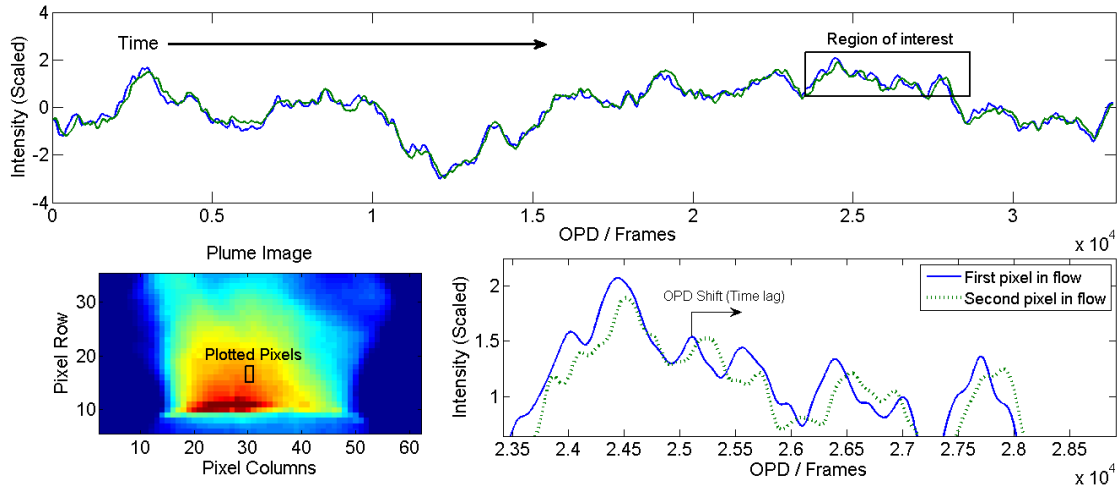 4
2
0
-2
-4
Intensity (Scaled)
Time
Region of interest
0 0.5 1 1.5 2 2.5 3
OPD / Frames
x 10^4
Plume Image
30
20
10
Pixel Row
Plotted Pixels
10 20 30 40 50 60
Pixel Columns
2
1.5
1
Intensity (Scaled)
OPD Shift (Time lag)
First pixel in flow
Second pixel in flow
2.35 2.4 2.45 2.5 2.55 2.6 2.65 2.7 2.75 2.8 2.85 2.9
OPD / Frames
x 10^4